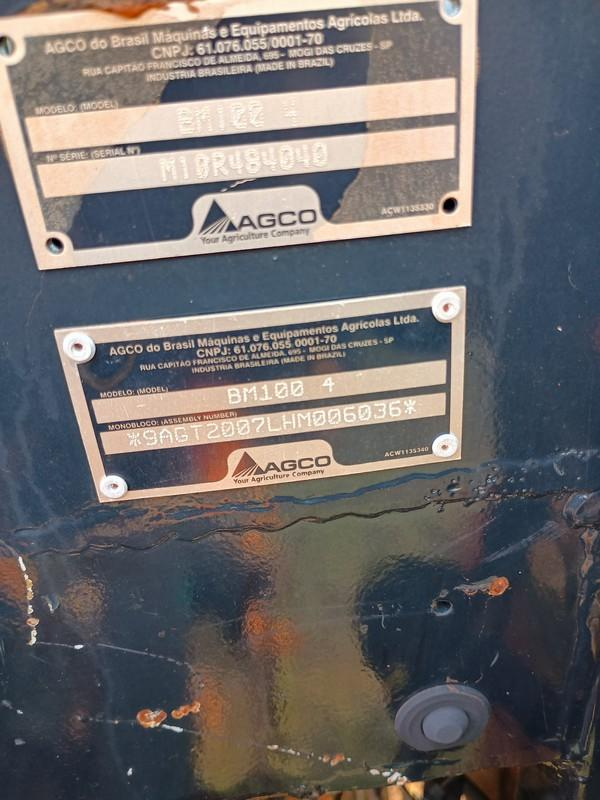 AGCO do Brasil Máquinas e Equipamentos Agrícolas Ltda.
CNPJ: 61.076.055/0001-70
RUA CAPITÃO FRANCISCO DE ALMEIDA, 695 - MOGI DAS CRUZES - SP
INDÚSTRIA BRASILEIRA (MADE IN BRAZIL)
MODELO: (MODEL)
BM100 4
Nº SÉRIE: (SERIAL Nº)
M10R484040
AGCO
Your Agriculture Company
ACW1135330
AGCO do Brasil Máquinas e Equipamentos Agrícolas Ltda.
CNPJ: 61.076.055/0001-70
RUA CAPITÃO FRANCISCO DE ALMEIDA, 695 - MOGI DAS CRUZES - SP
INDÚSTRIA BRASILEIRA (MADE IN BRAZIL)
MODELO: (MODEL)
BM100 4
MONOBLOCO: (ASSEMBLY NUMBER)
*9AGT2007LHM006036*
AGCO
Your Agriculture Company
ACW1135340